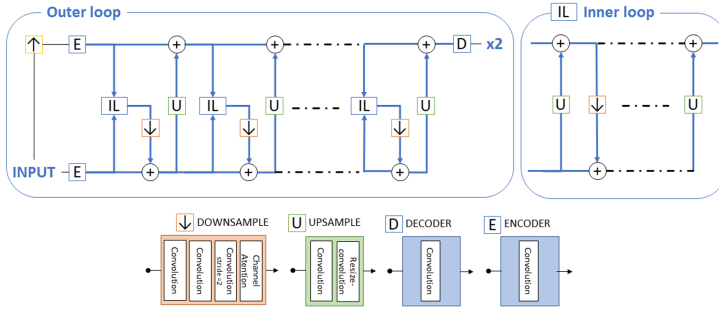 Outer loop
IL Inner loop
E
D x2
IL U IL U IL U
U U
INPUT E
DOWNSAMPLE U UPSAMPLE D DECODER E ENCODER
Convolution
Convolution
Convolution
stride=2
Channel
Attention
Convolution
Resize-
convolution
Convolution
Convolution